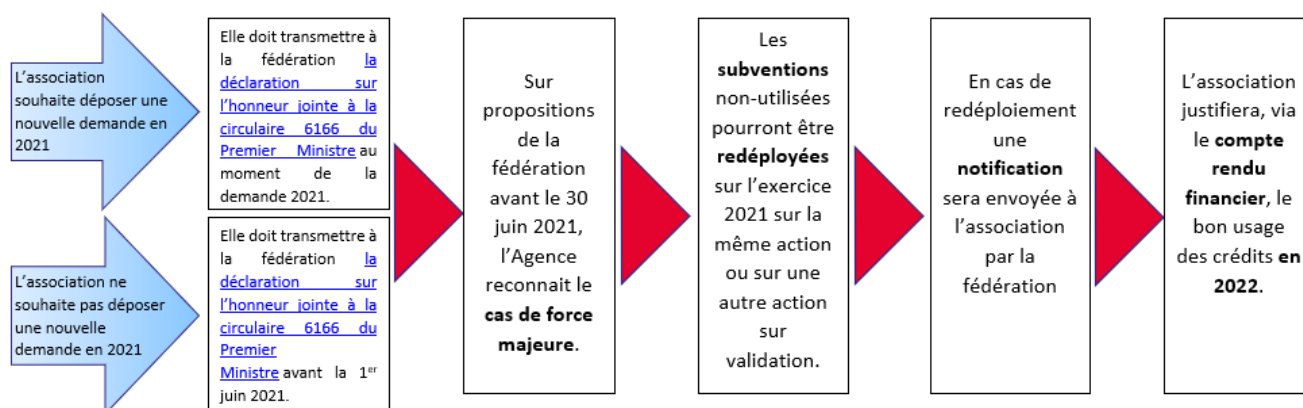 L'association
souhaite déposer une
nouvelle demande en
2021
Elle doit transmettre à
la fédération la
déclaration sur
l'honneur jointe à la
circulaire 6166 du
Premier Ministre au
moment de la
demande 2021.
L'association ne
souhaite pas déposer
une nouvelle
demande en 2021
Elle doit transmettre à
la fédération la
déclaration sur
l'honneur jointe à la
circulaire 6166 du
Premier
Ministre avant la 1er
juin 2021.
Sur
propositions
de la
fédération
avant le 30
juin 2021,
l'Agence
reconnait le
cas de force
majeure.
Les
subventions
non-utilisées
pourront être
redéployées
sur l'exercice
2021 sur la
même action
ou sur une
autre action
sur
validation.
En cas de
redéploiement
une
notification
sera envoyée à
l'association
par la
fédération
L'association
justifiera, via
le compte
rendu
financier, le
bon usage
des crédits en
2022.